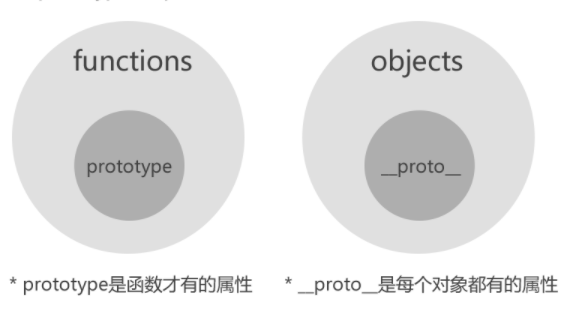 functions
objects
prototype
__proto__
* prototype是函数才有的属性
* __proto__是每个对象都有的属性